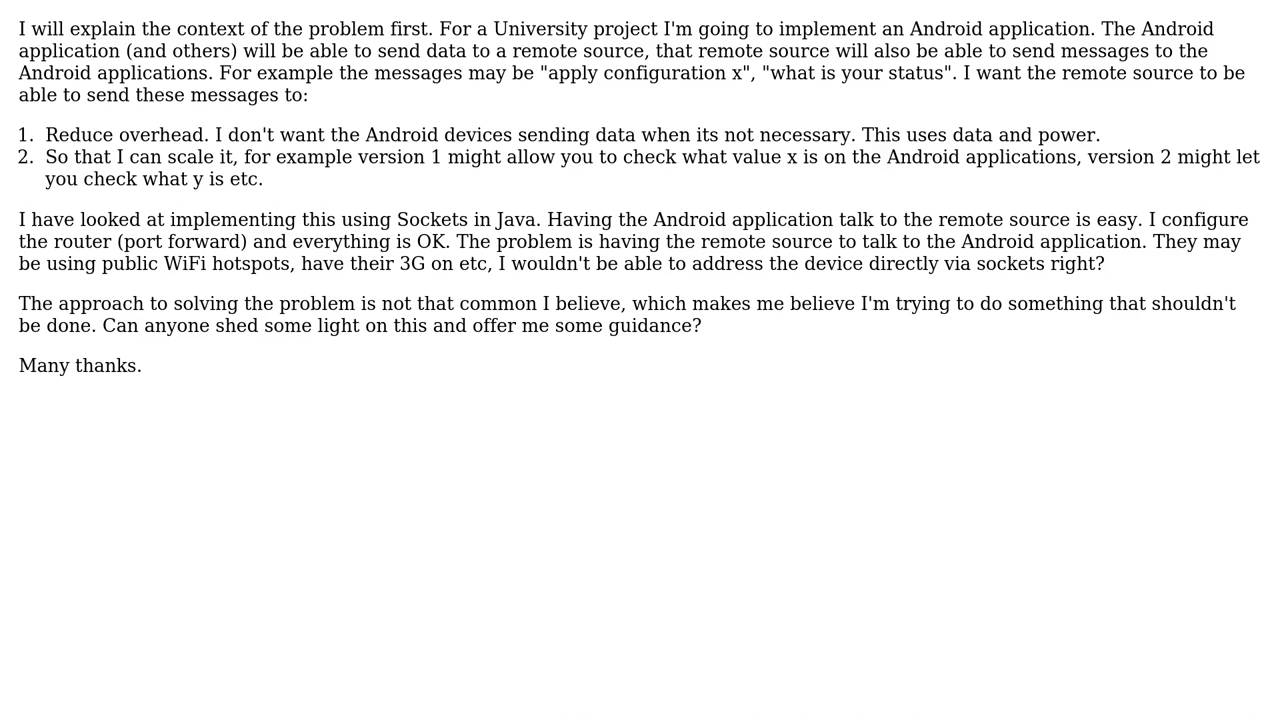 I will explain the context of the problem first. For a University project I'm going to implement an Android application. The Android
application (and others) will be able to send data to a remote source, that remote source will also be able to send messages to the
Android applications. For example the messages may be "apply configuration x", "what is your status". I want the remote source to be
able to send these messages to:
1. Reduce overhead. I don't want the Android devices sending data when its not necessary. This uses data and power.
2. So that I can scale it, for example version 1 might allow you to check what value x is on the Android applications, version 2 might let
you check what y is etc.
I have looked at implementing this using Sockets in Java. Having the Android application talk to the remote source is easy. I configure
the router (port forward) and everything is OK. The problem is having the remote source to talk to the Android application. They may
be using public WiFi hotspots, have their 3G on etc, I wouldn't be able to address the device directly via sockets right?
The approach to solving the problem is not that common I believe, which makes me believe I'm trying to do something that shouldn't
be done. Can anyone shed some light on this and offer me some guidance?
Many thanks.